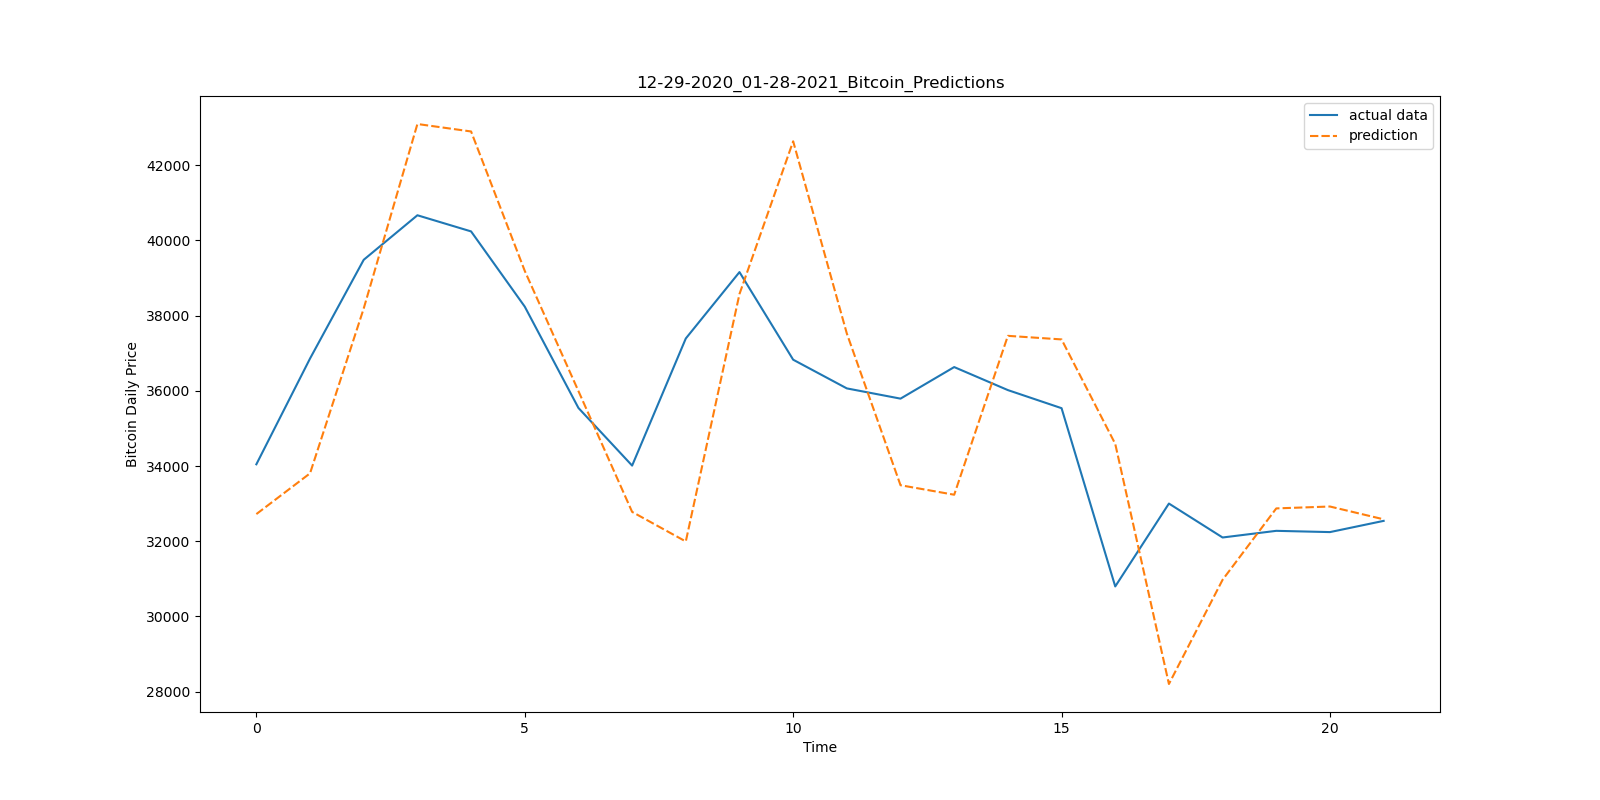 12-29-2020_01-28-2021_Bitcoin_Predictions
actual data
prediction
Bitcoin Daily Price
42000
40000
38000
36000
34000
32000
30000
28000
0 5 10 15 20
Time